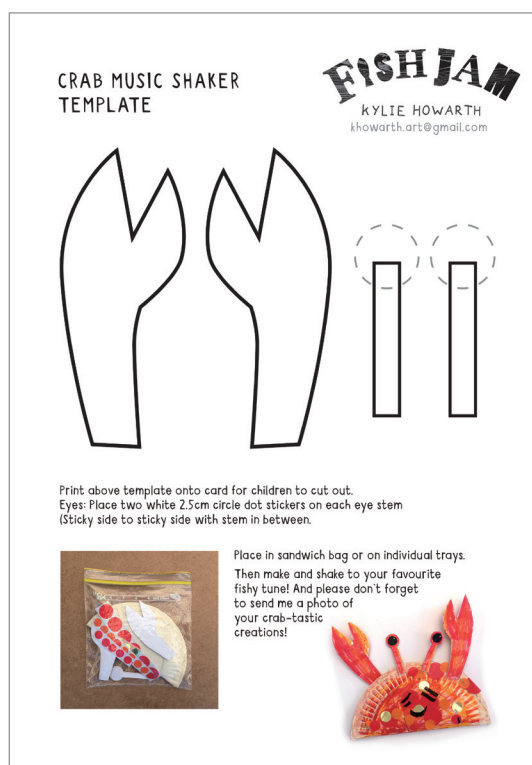 CRAB MUSIC SHAKER
TEMPLATE
FISH JAM
KYLIE HOWARTH
khowarth.art@gmail.com
Print above template onto card for children to cut out.
Eyes: Place two white 2.5cm circle dot stickers on each eye stem
(Sticky side to sticky side with stem in between.
Place in sandwich bag or on individual trays.
Then make and shake to your favourite
fishy tune! And please don't forget
to send me a photo of
your crab-tastic
creations!